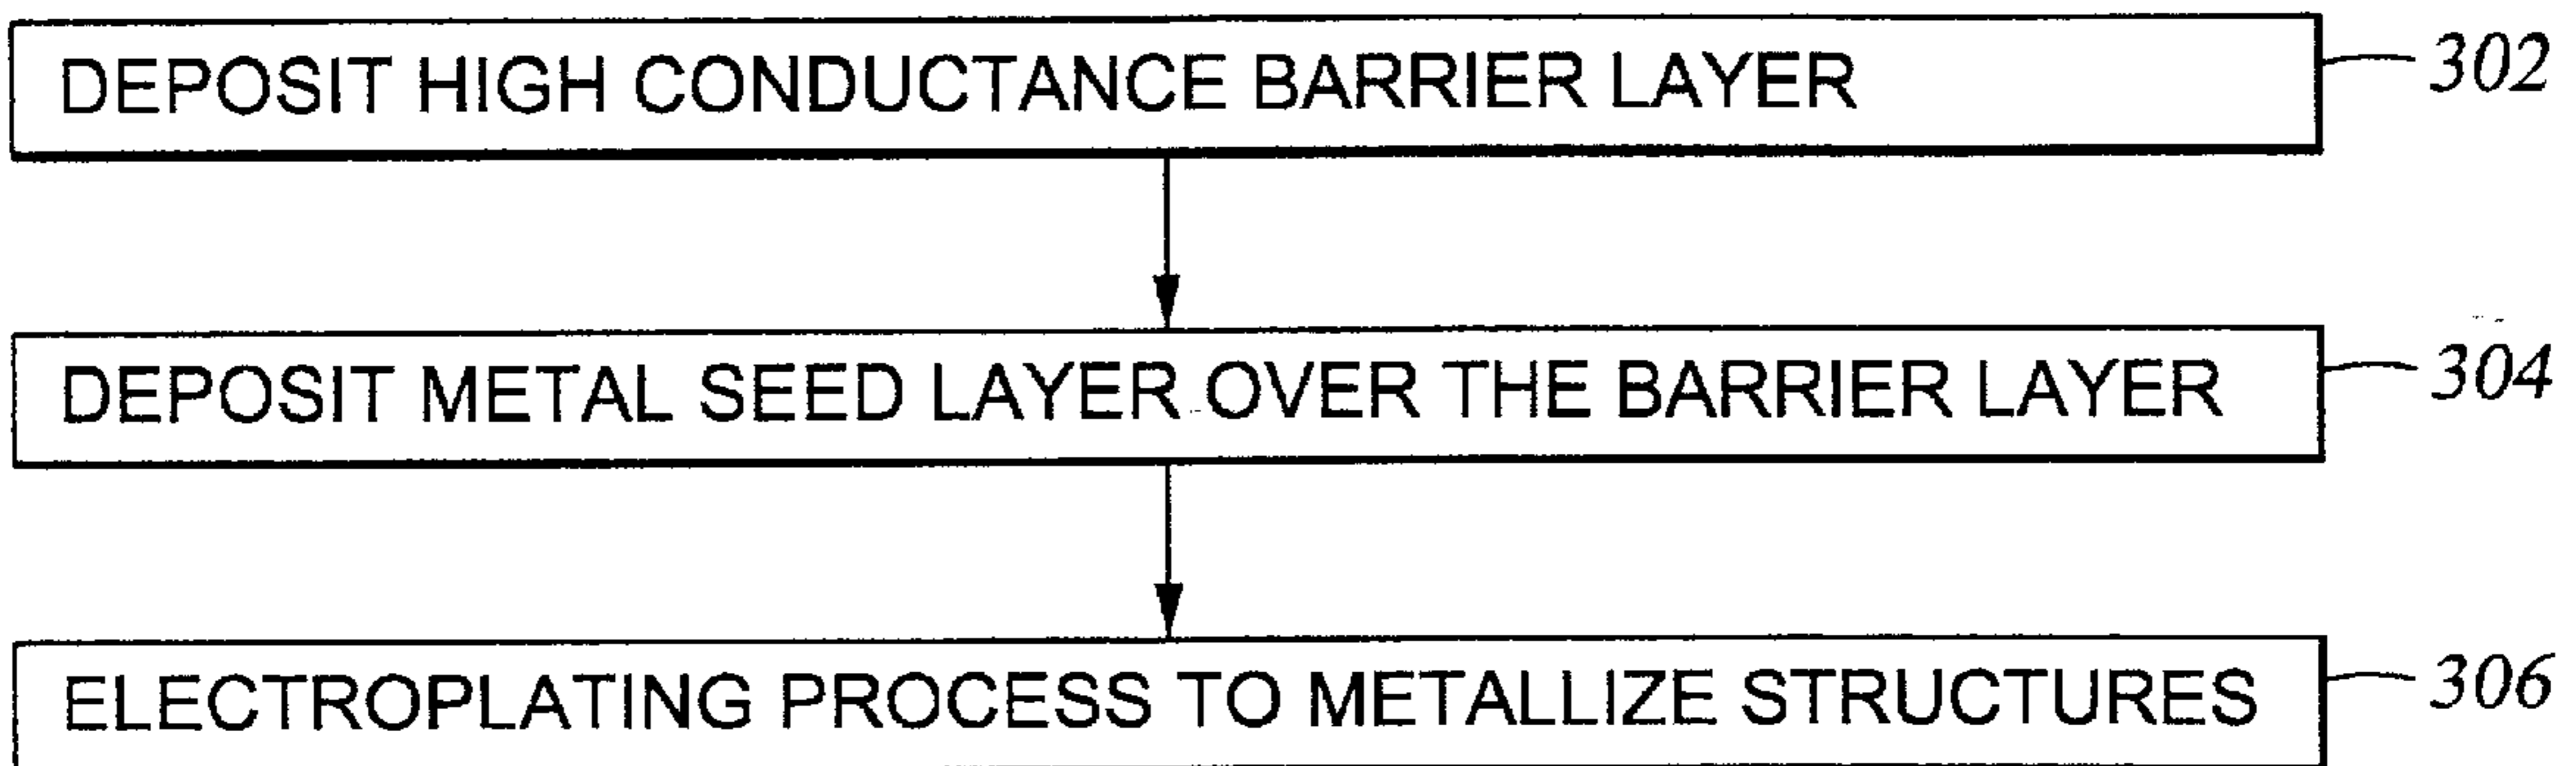 DEPOSIT HIGH CONDUCTANCE BARRIER LAYER 302
DEPOSIT METAL SEED LAYER OVER THE BARRIER LAYER 304
ELECTROPLATING PROCESS TO METALLIZE STRUCTURES 306